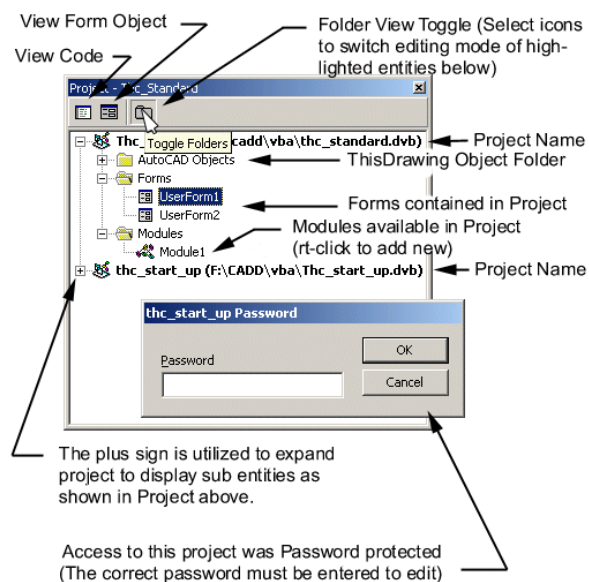 View Form Object
View Code
Folder View Toggle (Select icons
to switch editing mode of high-
lighted entities below)
Project - Thc_Standard
Toggle Folders
Thc_ cadd\vba\thc_standard.dvb)
Project Name
AutoCAD Objects
ThisDrawing Object Folder
Forms
UserForm1
UserForm2
Forms contained in Project
Modules
Module1
Modules available in Project
(rt-click to add new)
thc_start_up (F:\CADD\vba\Thc_start_up.dvb)
Project Name
thc_start_up Password
Password
OK
Cancel
The plus sign is utilized to expand
project to display sub entities as
shown in Project above.
Access to this project was Password protected
(The correct password must be entered to edit)